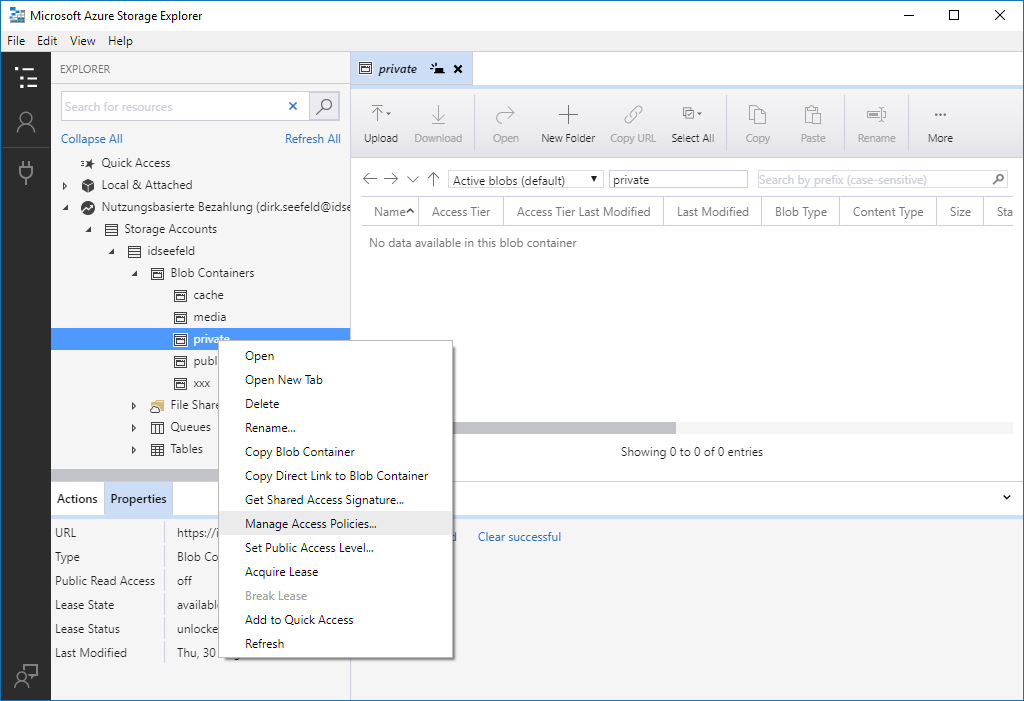 Microsoft Azure Storage Explorer
File Edit View Help
EXPLORER
Search for resources
Collapse All Refresh All
Quick Access
Local & Attached
Nutzungsbasierte Bezahlung (dirk.seefeld@idse
Storage Accounts
idseefeld
Blob Containers
cache
media
private
publ
xxx
File Share
Queues
Tables
Open
Open New Tab
Delete
Rename...
Copy Blob Container
Copy Direct Link to Blob Container
Get Shared Access Signature...
Manage Access Policies...
Set Public Access Level...
Acquire Lease
Break Lease
Add to Quick Access
Refresh
Actions Properties
URL https://i
Type Blob Co
Public Read Access off
Lease State available
Lease Status unlocke
Last Modified Thu, 30
private
Upload Download Open New Folder Copy URL Select All Copy Paste Rename More
Active blobs (default) private Search by prefix (case-sensitive)
Name Access Tier Access Tier Last Modified Last Modified Blob Type Content Type Size Sta
No data available in this blob container
Showing 0 to 0 of 0 entries
Clear successful